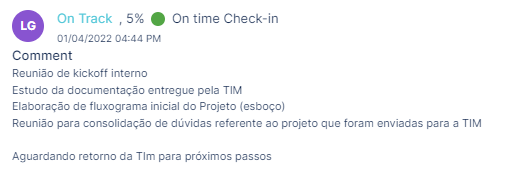 LG On Track , 5% On time Check-in
01/04/2022 04:44 PM
Comment
Reunião de kickoff interno
Estudo da documentação entregue pela TIM
Elaboração de fluxograma inicial do Projeto (esboço)
Reunião para consolidação de dúvidas referente ao projeto que foram enviadas para a TIM
Aguardando retorno da TIm para próximos passos